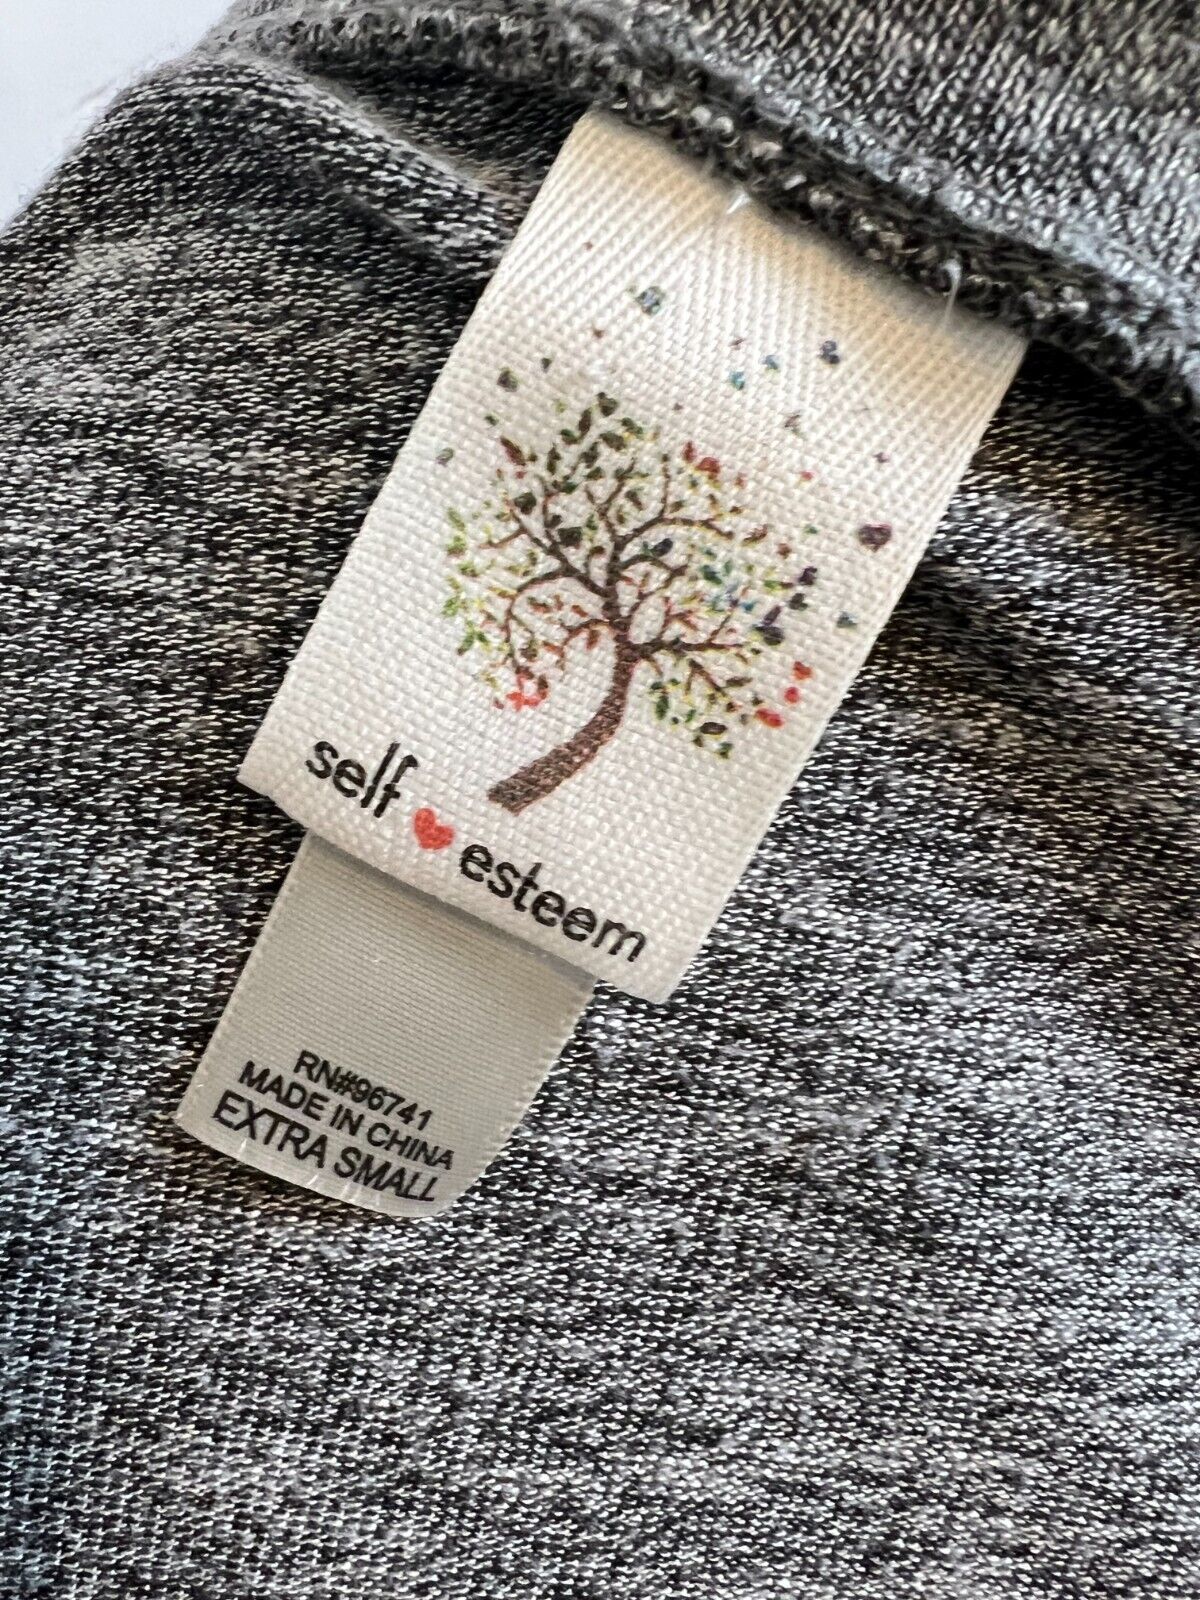 self ❤ esteem
RN#96741
MADE IN CHINA
EXTRA SMALL